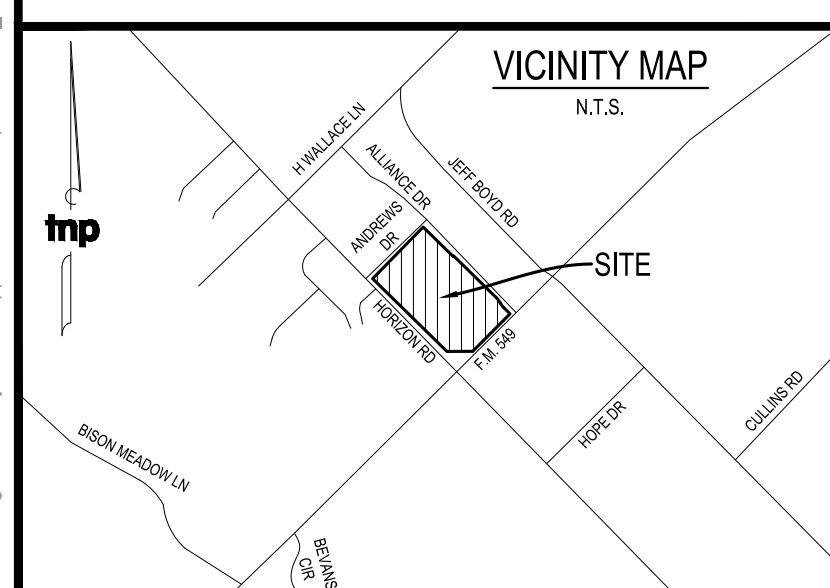 VICINITY MAP
N.T.S.
H WALLACE LN
ALLIANCE DR
JEFF BOYD RD
ANDREWS
DR
tnp
SITE
HORIZON RD
F.M. 549
HOPE DR
CULLINS RD
BISON MEADOW LN
BEVANS
CIR